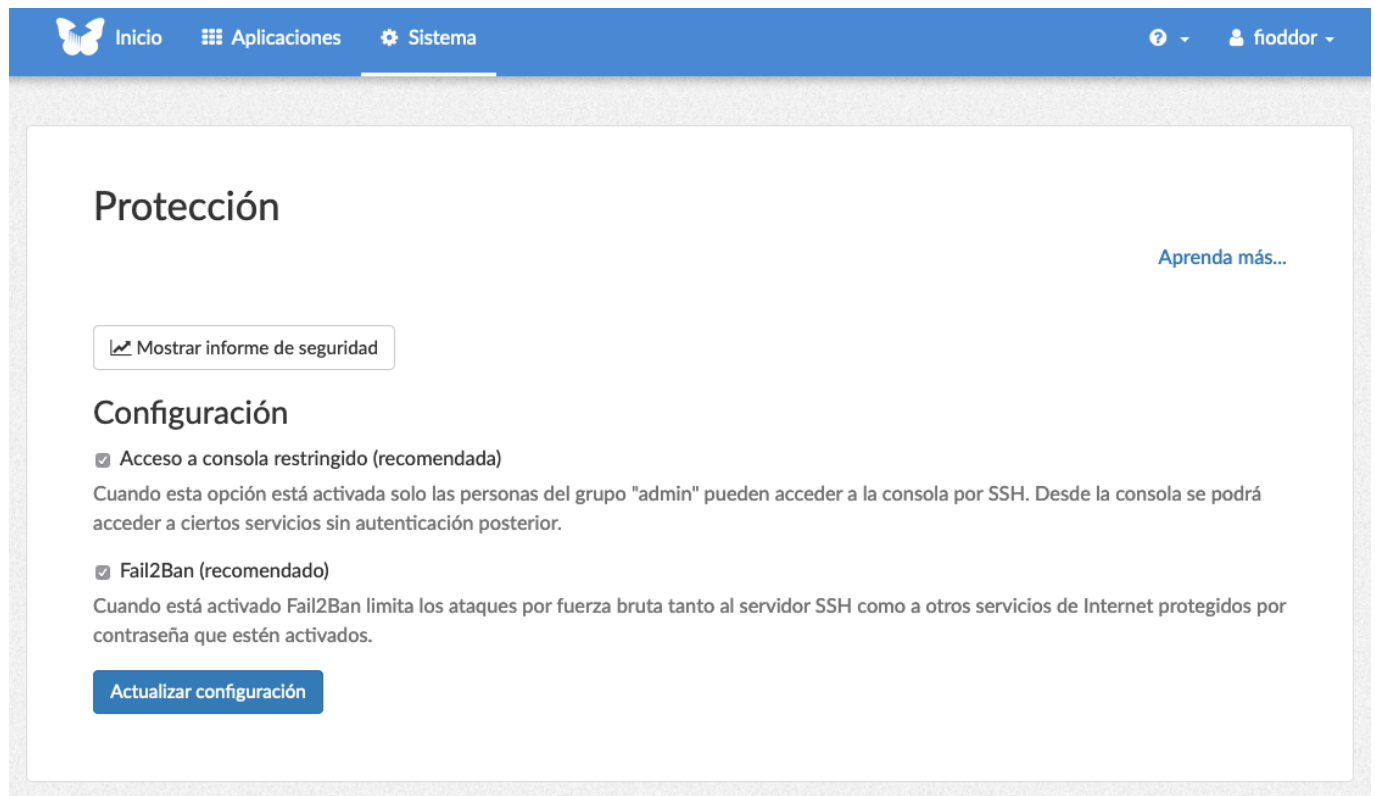 Inicio Aplicaciones Sistema fioddor
Protección
Aprenda más...
Mostrar informe de seguridad
Configuración
Acceso a consola restringido (recomendada)
Cuando esta opción está activada solo las personas del grupo "admin" pueden acceder a la consola por SSH. Desde la consola se podrá
acceder a ciertos servicios sin autenticación posterior.
Fail2Ban (recomendado)
Cuando está activado Fail2Ban limita los ataques por fuerza bruta tanto al servidor SSH como a otros servicios de Internet protegidos por
contraseña que estén activados.
Actualizar configuración